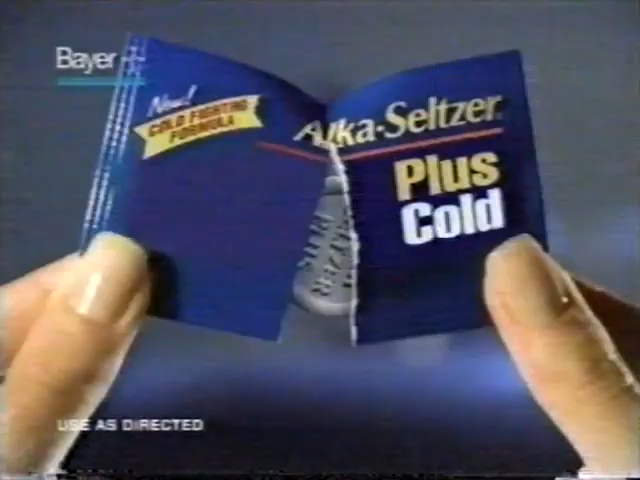 Bayer
New!
COLD FIGHTING
FORMULA
Alka-Seltzer
Plus
Cold
USE AS DIRECTED